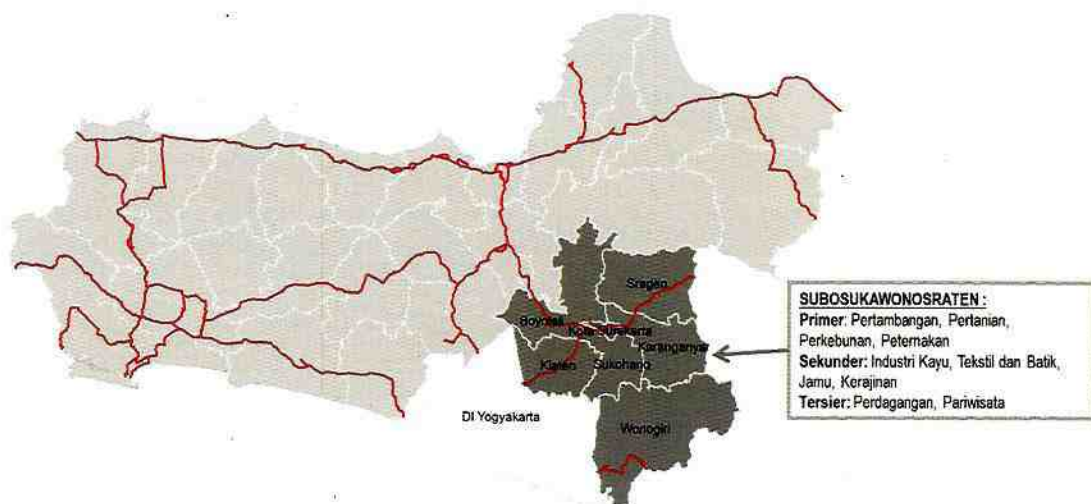 Sragen
Boyolali
Kota Surakarta
Karanganyar
Klaten
Sukoharjo
DI Yogyakarta
Wonogiri
SUBOSUKAWONOSRATEN :
Primer: Pertambangan, Pertanian,
Perkebunan, Peternakan
Sekunder: Industri Kayu, Tekstil dan Batik,
Jamu, Kerajinan
Tersier: Perdagangan, Pariwisata